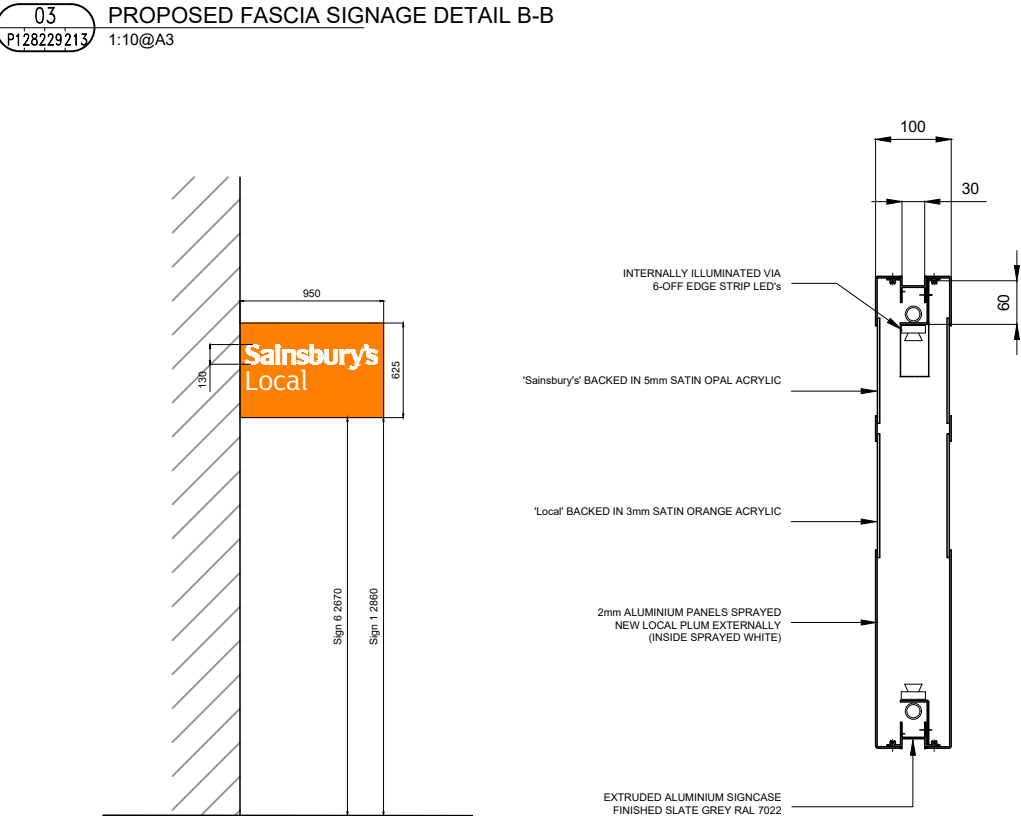 03
P128229213
PROPOSED FASCIA SIGNAGE DETAIL B-B
1:10@A3
950
Sainsbury's
Local
130
625
Sign 6 2670
Sign 1 2860
100
30
60
INTERNALLY ILLUMINATED VIA
6-OFF EDGE STRIP LED's
'Sainsbury's' BACKED IN 5mm SATIN OPAL ACRYLIC
'Local' BACKED IN 3mm SATIN ORANGE ACRYLIC
2mm ALUMINIUM PANELS SPRAYED
NEW LOCAL PLUM EXTERNALLY
(INSIDE SPRAYED WHITE)
EXTRUDED ALUMINIUM SIGNCASE
FINISHED SLATE GREY RAL 7022